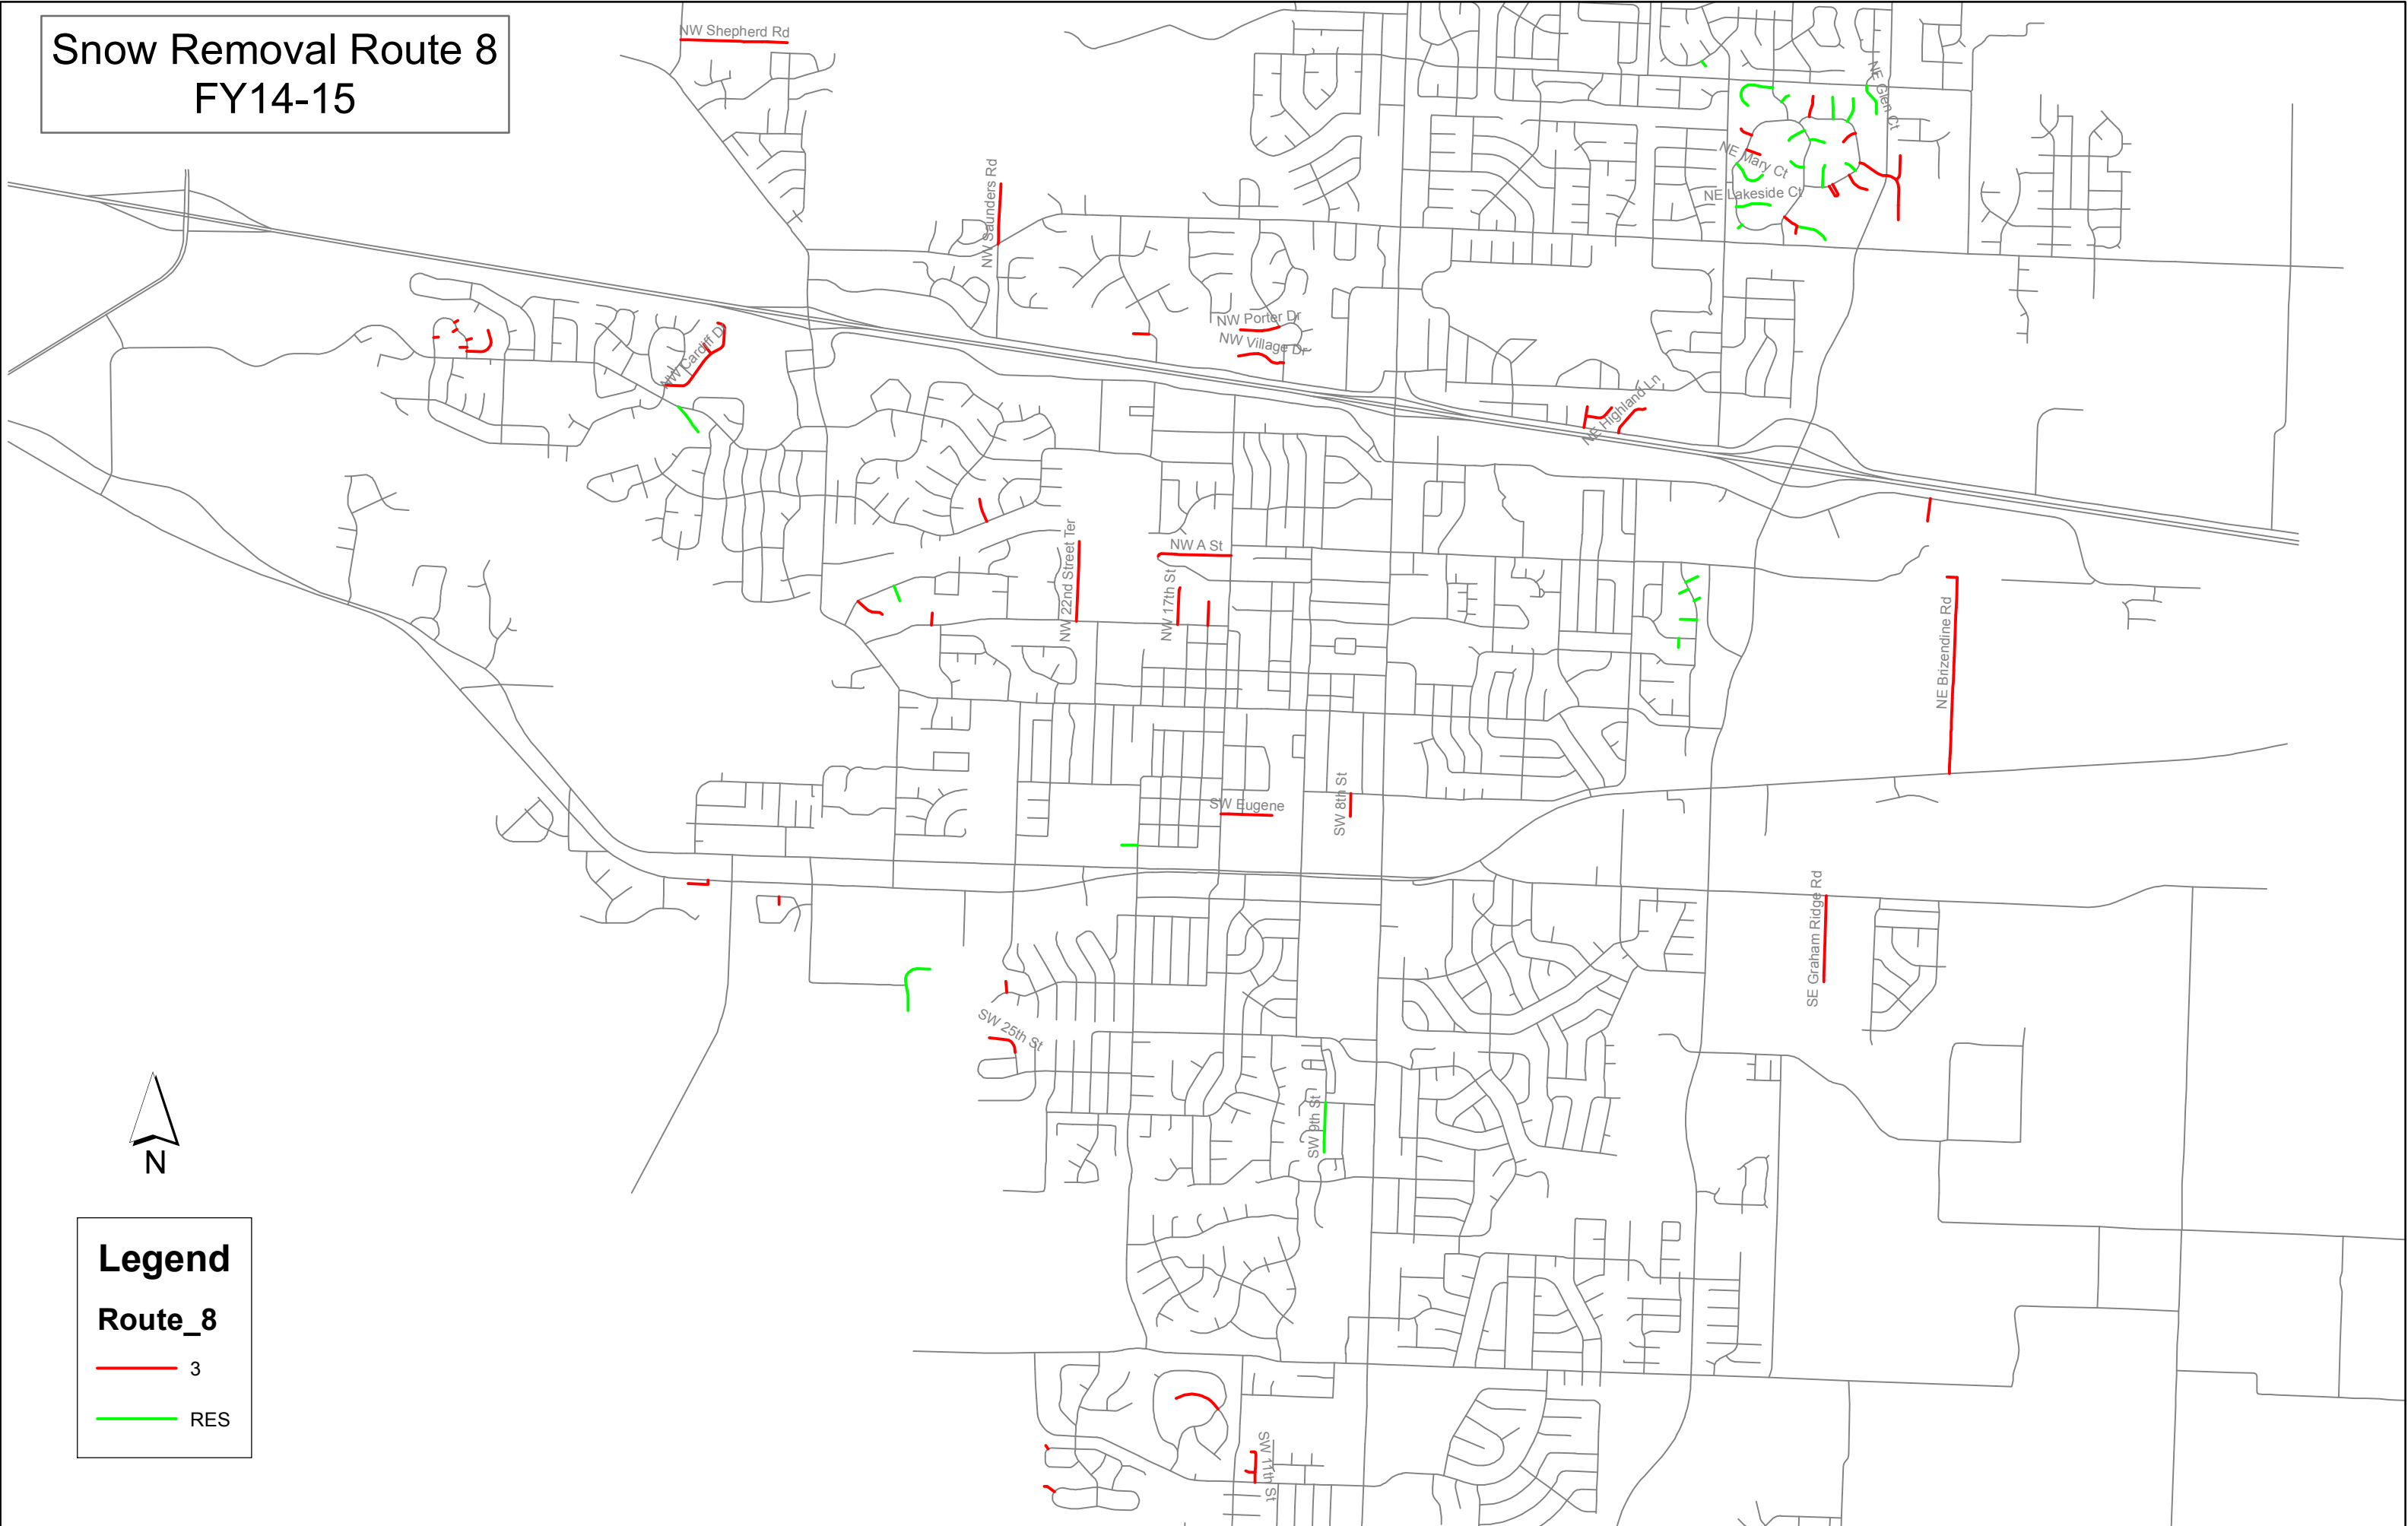 Snow Removal Route 8
FY14-15
NW Shepherd Rd
NE Glen Ct
NE Mary Ct
NE Lakeside Ct
NW Saunders Rd
NW Porter Dr
NW Village Dr
NW Cardiff D
NE Highland Ln
NW 22nd Street Ter
NW A St
NW 17th St
NE Brizendine Rd
SW Eugene
SW 8th St
SE Graham Ridge Rd
SW 25th St
SW 9th St
SW 11th St
N
Legend
Route_8
3
RES